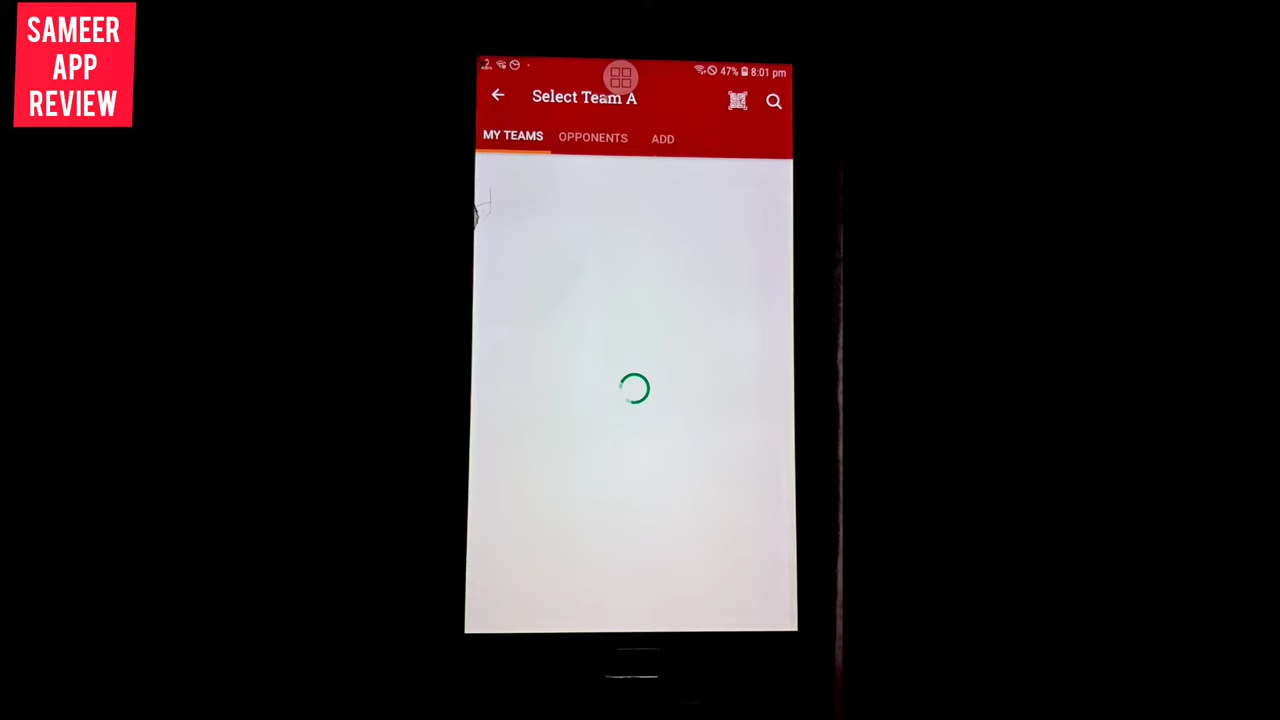 SAMEER
APP
REVIEW
47% 8:01 pm
Select Team A
MY TEAMS OPPONENTS ADD